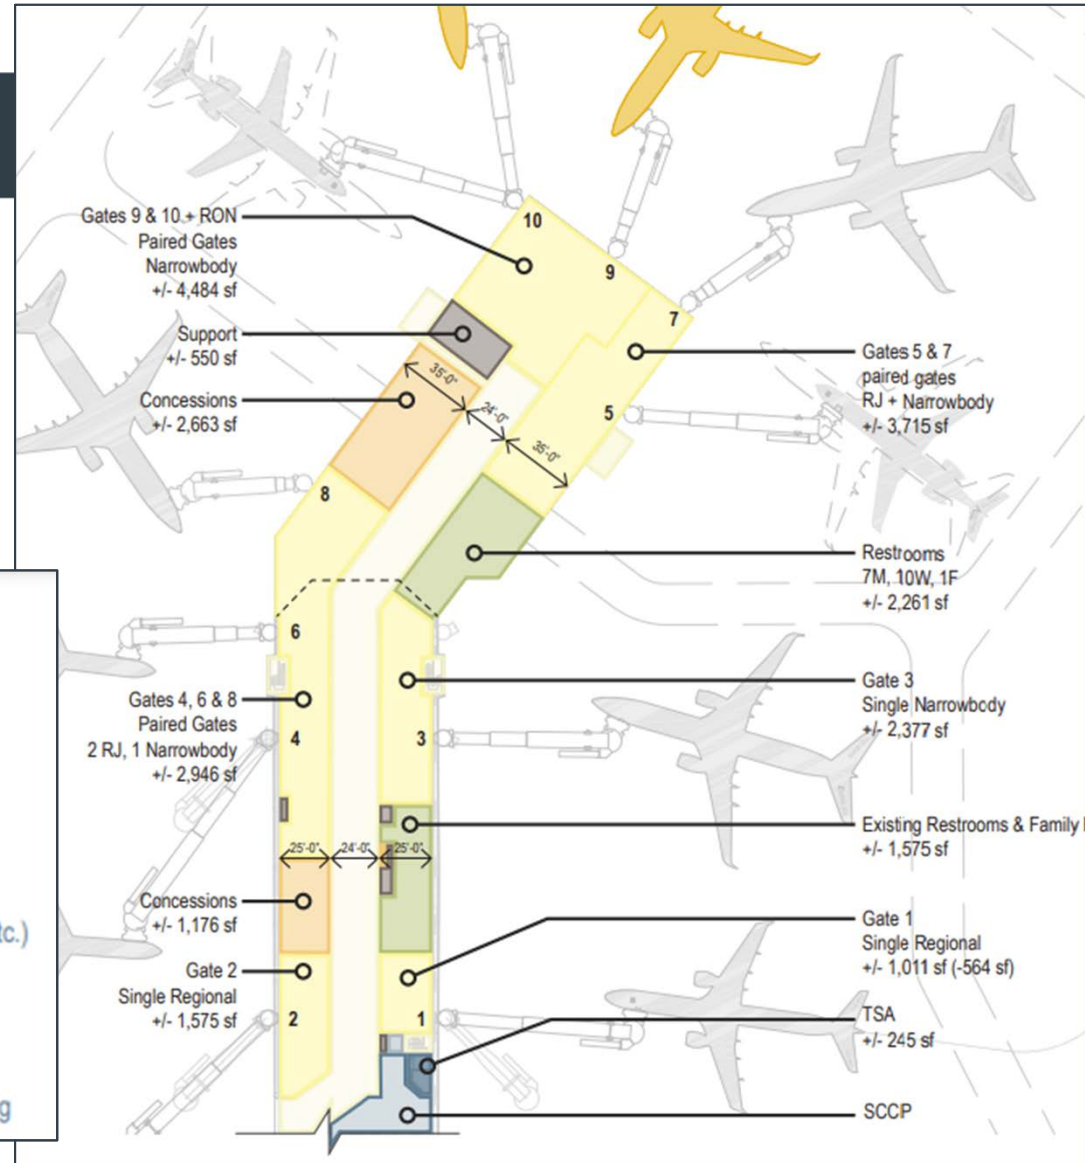 Gates 9 & 10 + RON
Paired Gates
Narrowbody
+/- 4,484 sf
Support
+/- 550 sf
Concessions
+/- 2,663 sf
10
9
7
35'-0"
24'-0"
35'-0"
5
8
Gates 5 & 7
paired gates
RJ + Narrowbody
+/- 3,715 sf
Restrooms
7M, 10W, 1F
+/- 2,261 sf
6
4
3
Gates 4, 6 & 8
Paired Gates
2 RJ, 1 Narrowbody
+/- 2,946 sf
Gate 3
Single Narrowbody
+/- 2,377 sf
Existing Restrooms & Family
+/- 1,575 sf
25'-0" 24'-0" 25'-0"
Concessions
+/- 1,176 sf
Gate 2
Single Regional
+/- 1,575 sf
2
1
Gate 1
Single Regional
+/- 1,011 sf (-564 sf)
TSA
+/- 245 sf
SCCP
tc.)
g